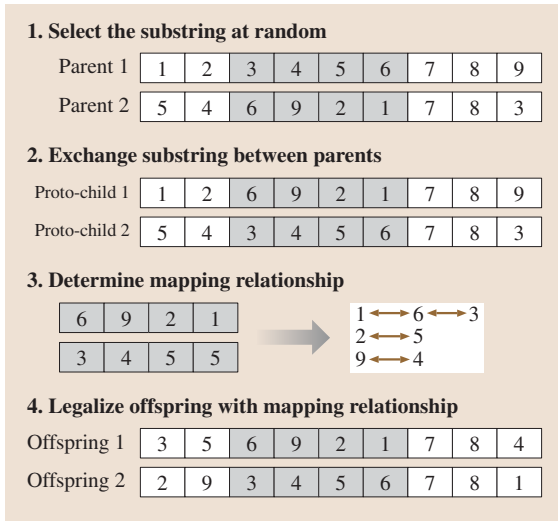 1. Select the substring at random
Parent 1 1 2 3 4 5 6 7 8 9
Parent 2 5 4 6 9 2 1 7 8 3
2. Exchange substring between parents
Proto-child 1 1 2 6 9 2 1 7 8 9
Proto-child 2 5 4 3 4 5 6 7 8 3
3. Determine mapping relationship
6 9 2 1
3 4 5 5
1 6 3
2 5
9 4
4. Legalize offspring with mapping relationship
Offspring 1 3 5 6 9 2 1 7 8 4
Offspring 2 2 9 3 4 5 6 7 8 1